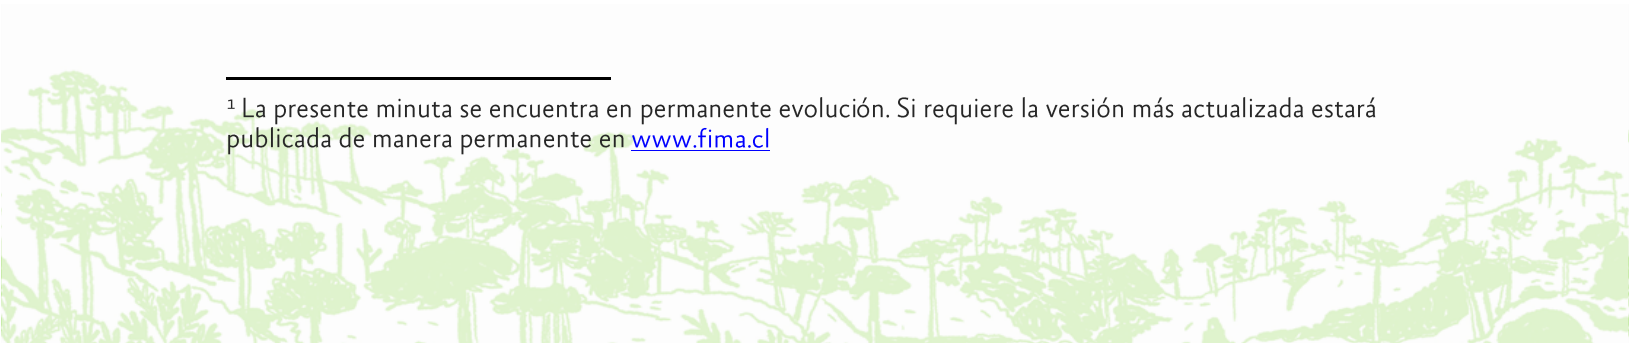 ¹ La presente minuta se encuentra en permanente evolución. Si requiere la versión más actualizada estará
publicada de manera permanente en www.fima.cl